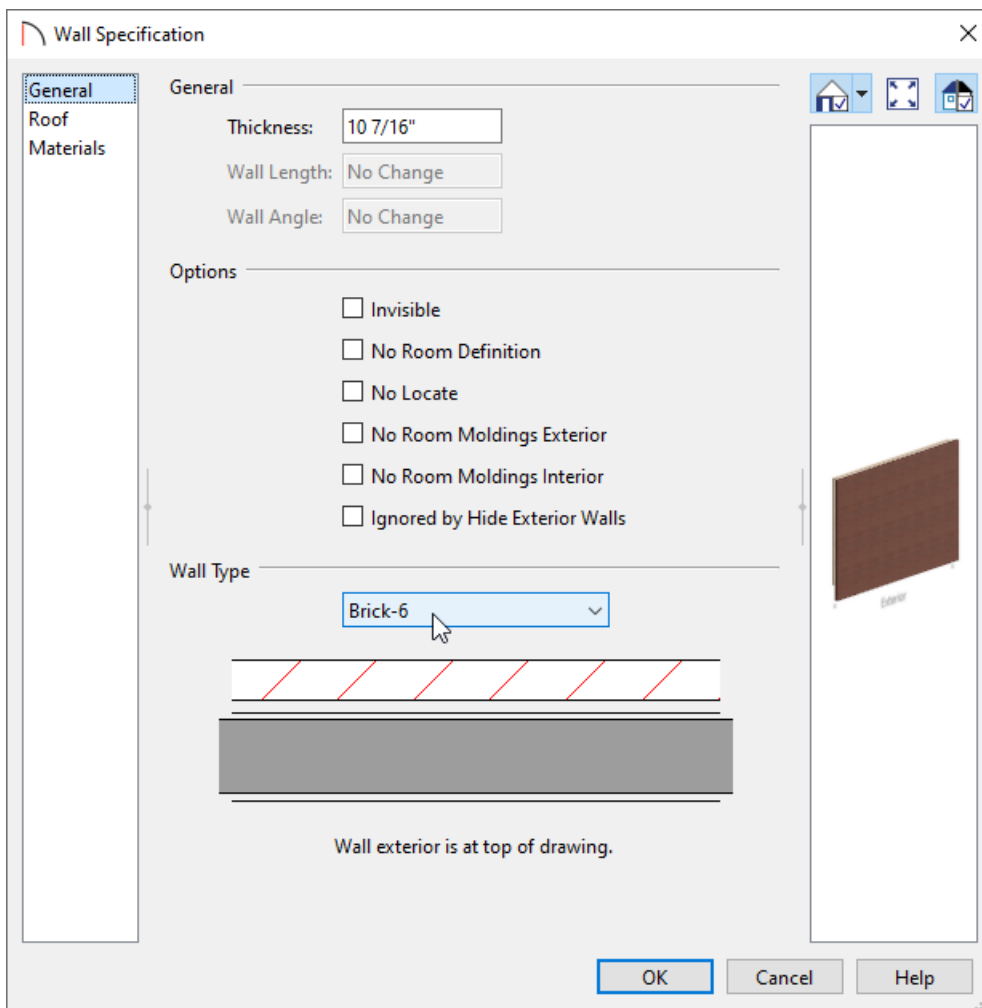 Wall Specification
General
Roof
Materials
General
Thickness: 10 7/16"
Wall Length: No Change
Wall Angle: No Change
Options
Invisible
No Room Definition
No Locate
No Room Moldings Exterior
No Room Moldings Interior
Ignored by Hide Exterior Walls
Wall Type
Brick-6
Wall exterior is at top of drawing.
Exterior
OK Cancel Help